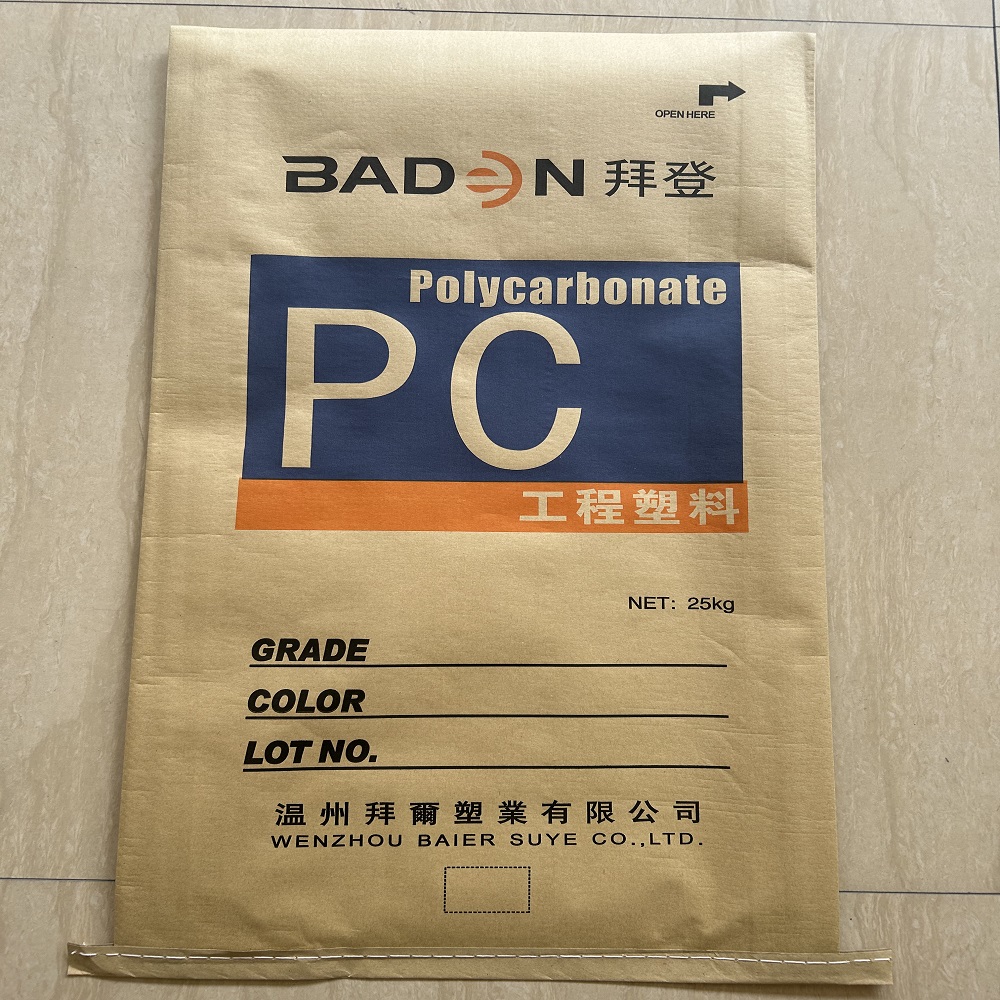 OPEN HERE
BADEN 拜登
Polycarbonate
PC
工程塑料
NET: 25kg
GRADE
COLOR
LOT NO.
温州拜爾塑業有限公司
WENZHOU BAIER SUYE CO.,LTD.